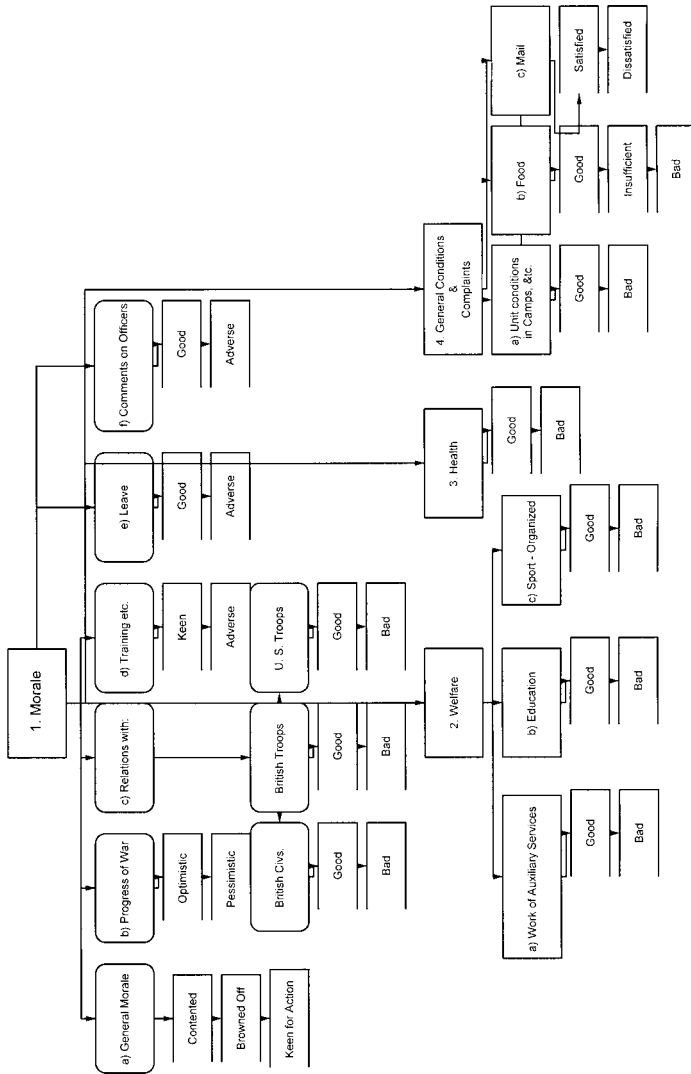 1. Morale
a) General Morale
Contented
Browned Off
Keen for Action
b) Progress of War
Optimistic
Pessimistic
c) Relations with:
British Civs.
Good
Bad
British Troops
Good
Bad
U. S. Troops
Good
Bad
d) Training etc.
Keen
Adverse
e) Leave
Good
Adverse
f) Comments on Officers
Good
Adverse
2. Welfare
a) Work of Auxiliary Services
Good
Bad
b) Education
Good
Bad
c) Sport - Organized
Good
Bad
3. Health
Good
Bad
4. General Conditions
&
Complaints
a) Unit conditions
in Camps, &tc.
Good
Bad
b) Food
Good
Insufficient
Bad
c) Mail
Satisfied
Dissatisfied